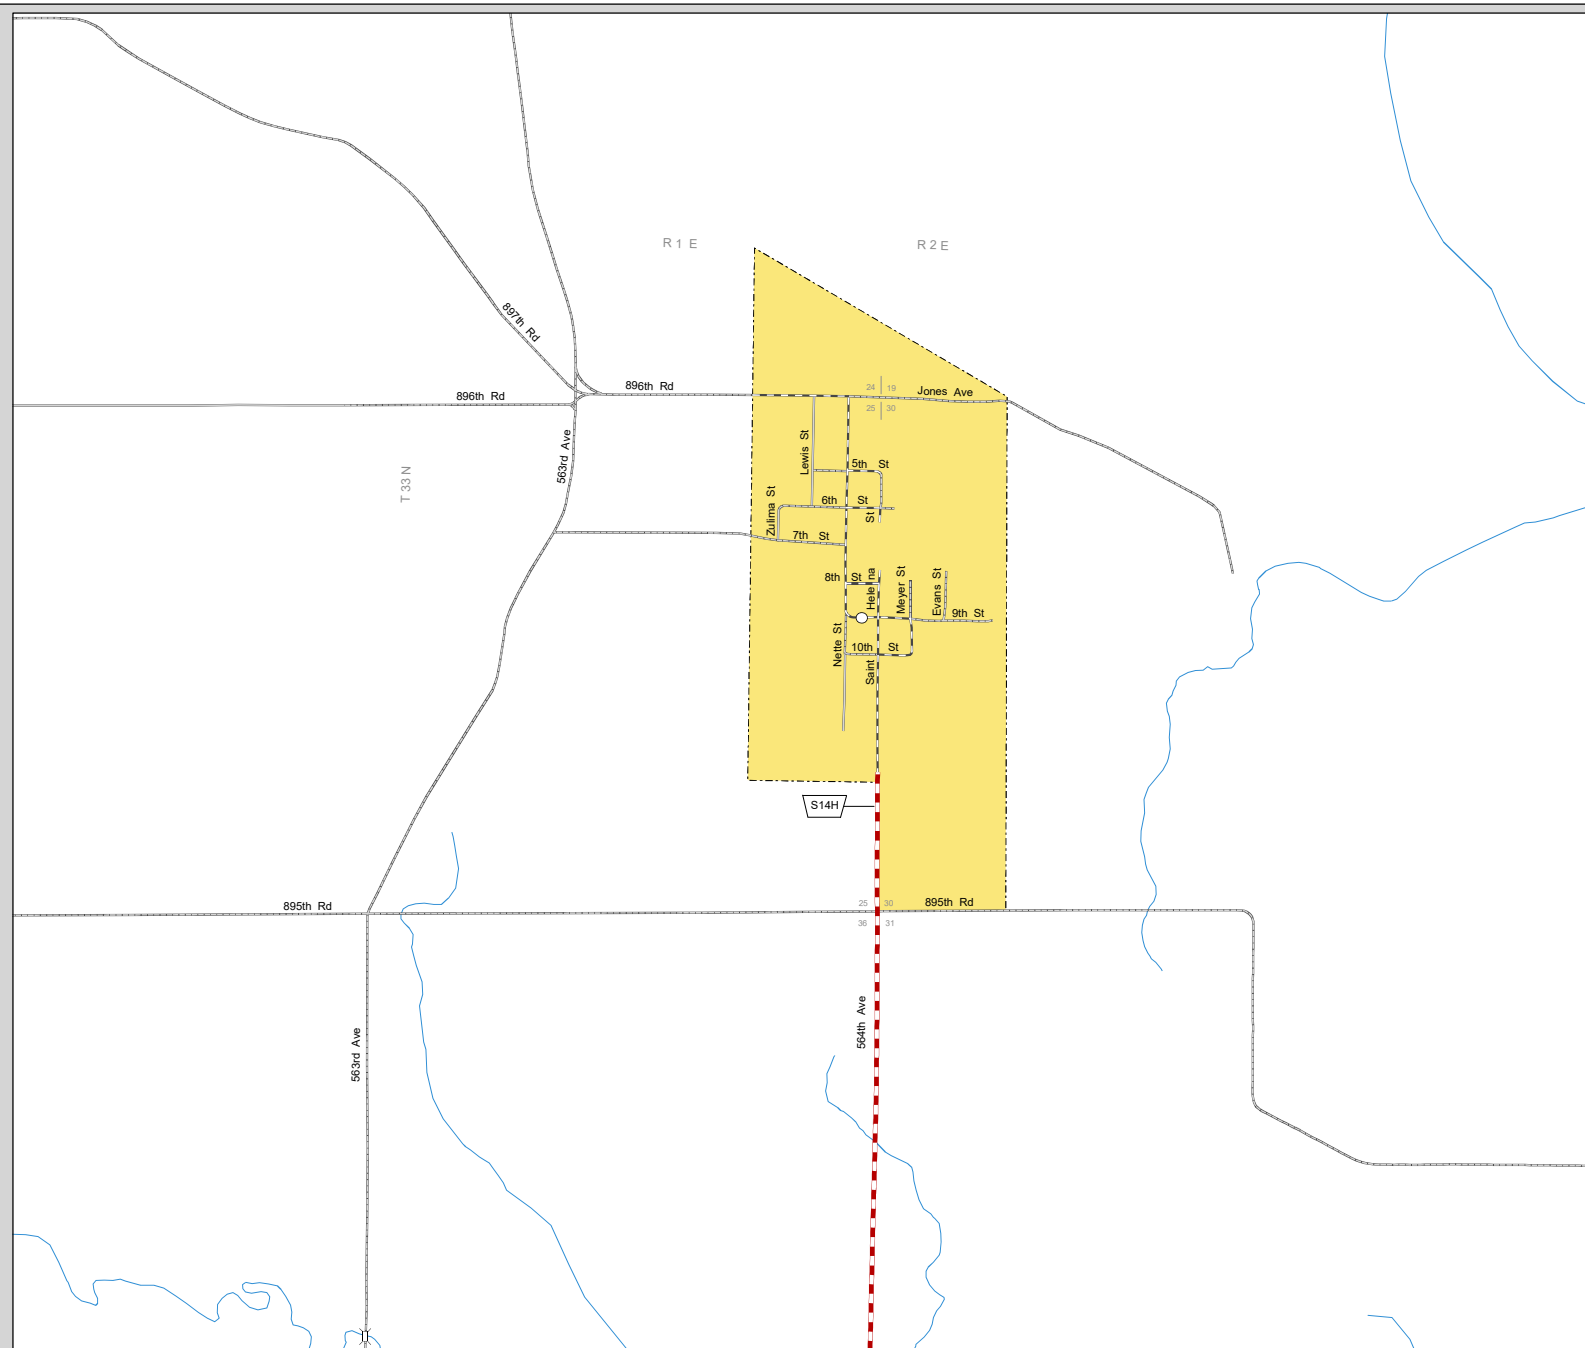 R 1 E
R 2 E
897th Rd
896th Rd
896th Rd
24
19
Jones Ave
25
30
563rd Ave
T 33 N
Lewis St
5th St
Zulima St
6th St
St
7th St
8th St
Helena
Meyer St
Evans St
9th St
Nette St
10th St
Saint
S14H
895th Rd
25
30
895th Rd
36
31
564th Ave
563rd Ave